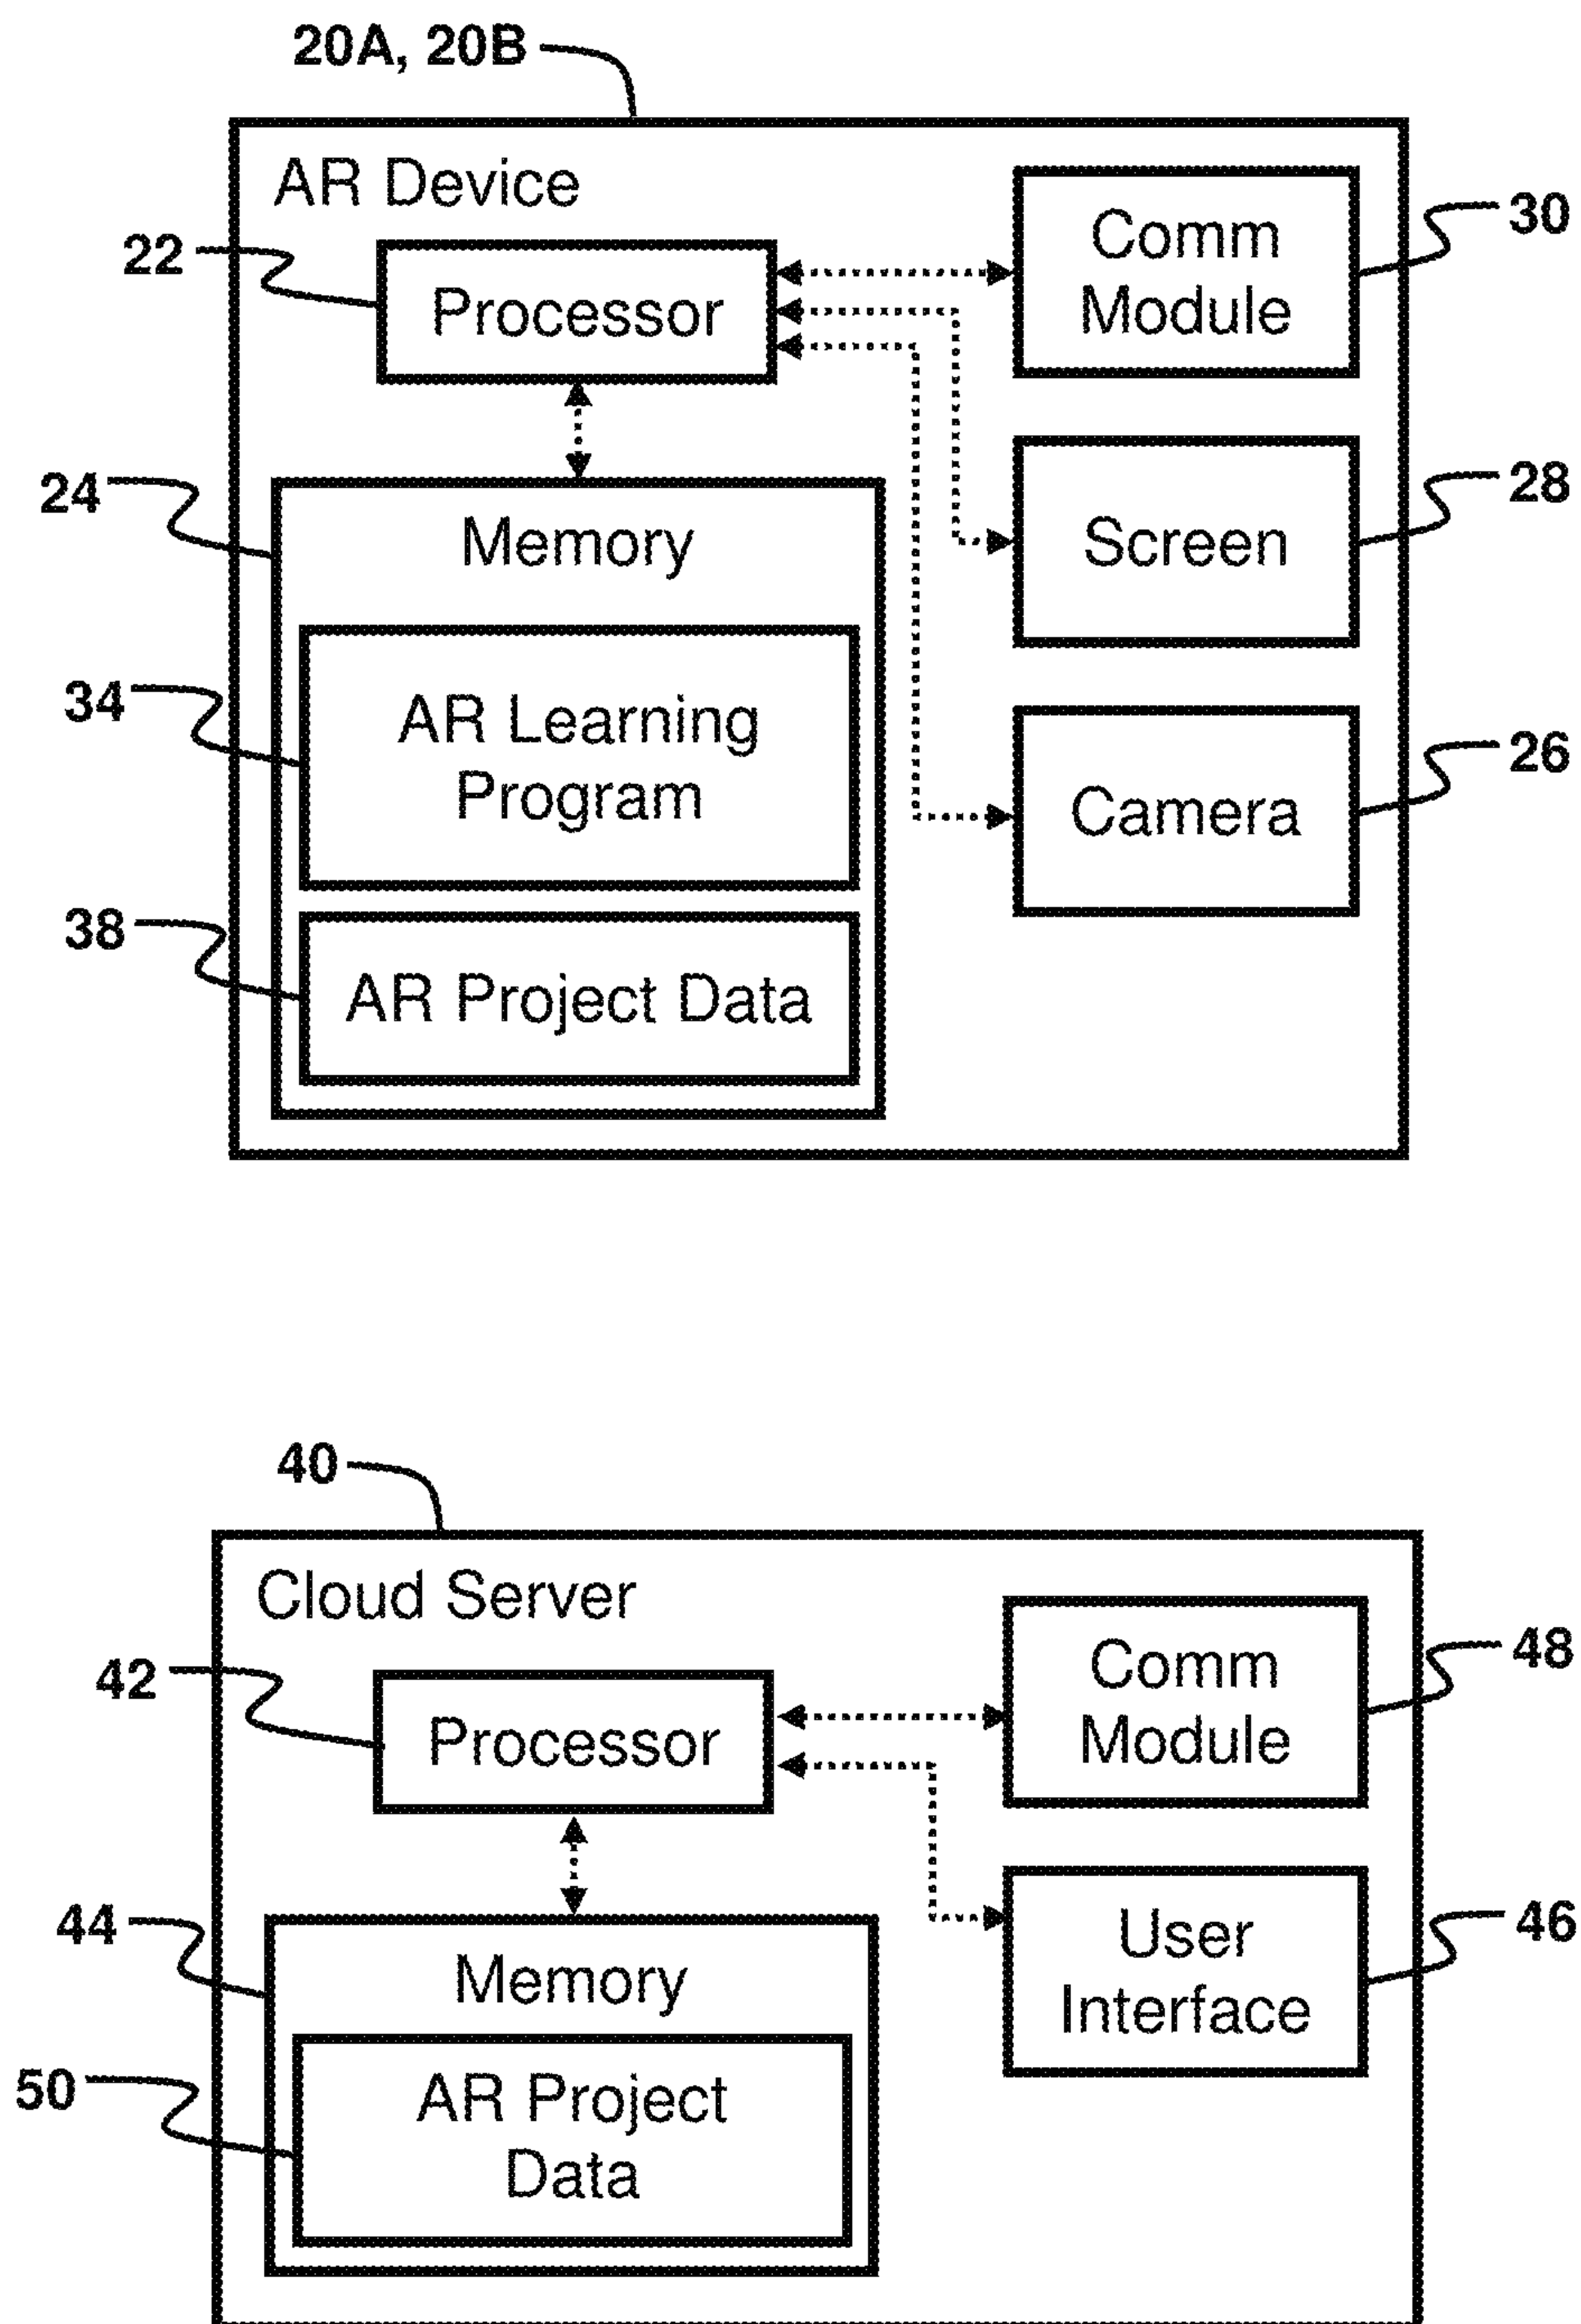 20A, 20B
AR Device
22
Processor
Comm
Module
30
24
Memory
Screen
28
34
AR Learning
Program
Camera
26
38
AR Project Data
40
Cloud Server
42
Processor
Comm
Module
48
44
Memory
User
Interface
46
50
AR Project
Data